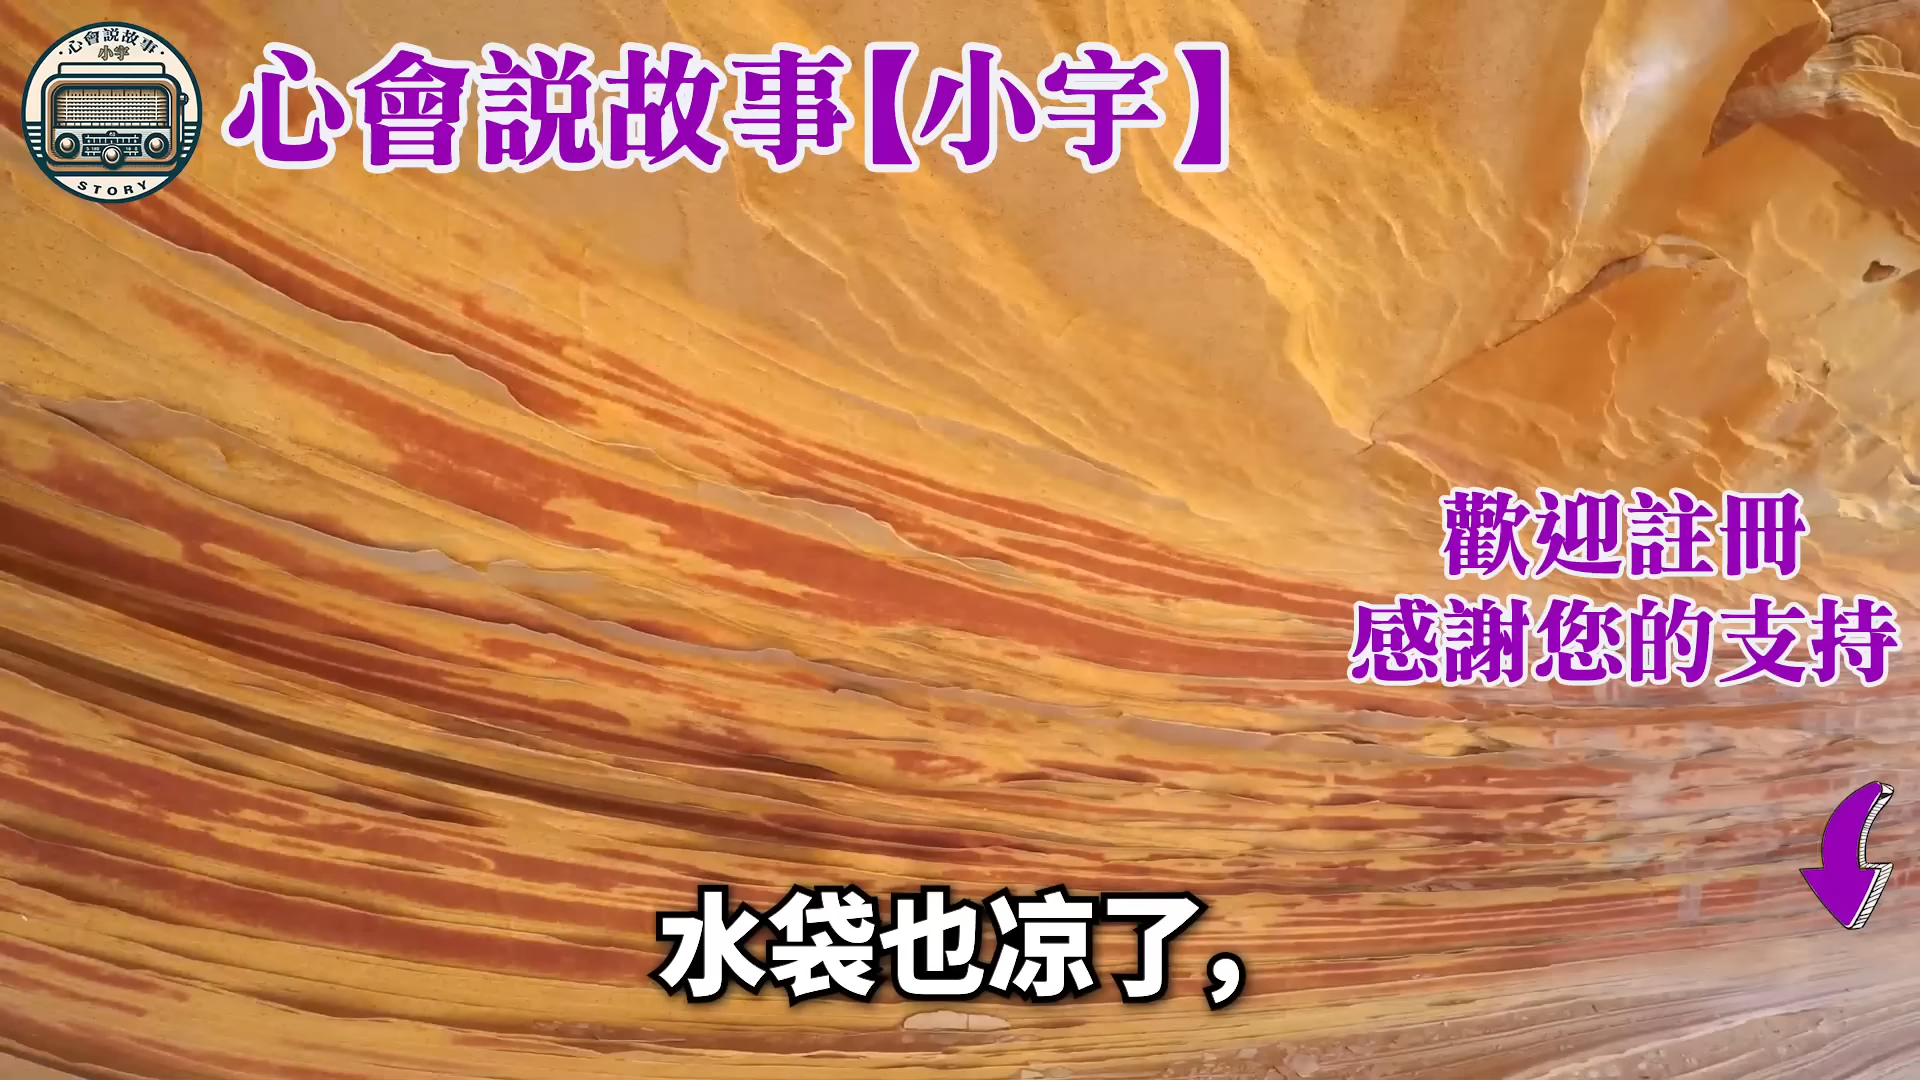 ·心會説故事·
小宇
STORY
心會説故事【小宇】
歡迎註冊
感謝您的支持
水袋也凉了，